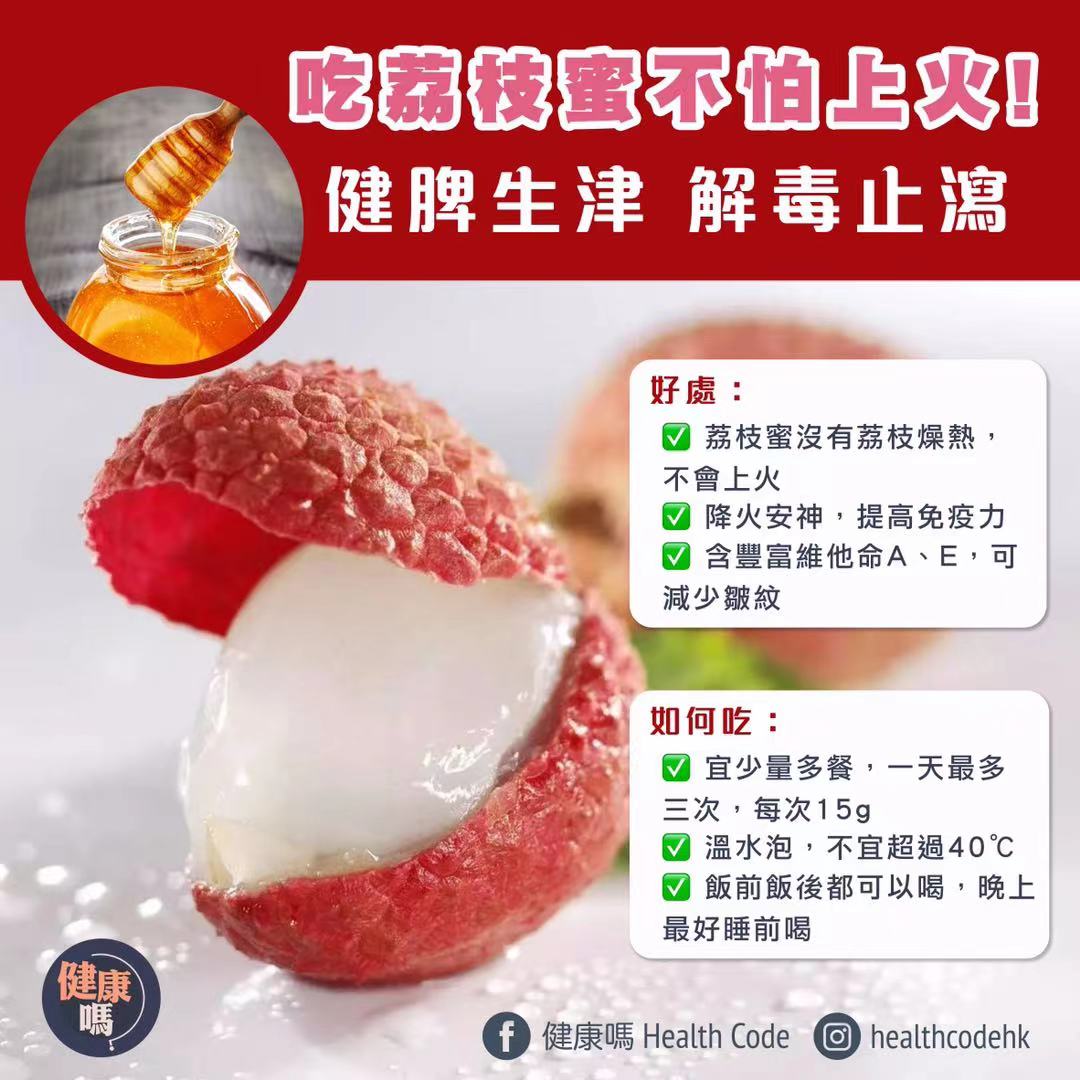 吃荔枝蜜不怕上火!
健脾生津 解毒止瀉
好處：
✅ 荔枝蜜沒有荔枝燥熱，
不會上火
✅ 降火安神，提高免疫力
✅ 含豐富維他命A、E，可
減少皺紋
如何吃：
✅ 宜少量多餐，一天最多
三次，每次15g
✅ 溫水泡，不宜超過40℃
✅ 飯前飯後都可以喝，晚上
最好睡前喝
健康
嗎
健康嗎 Health Code
healthcodehk